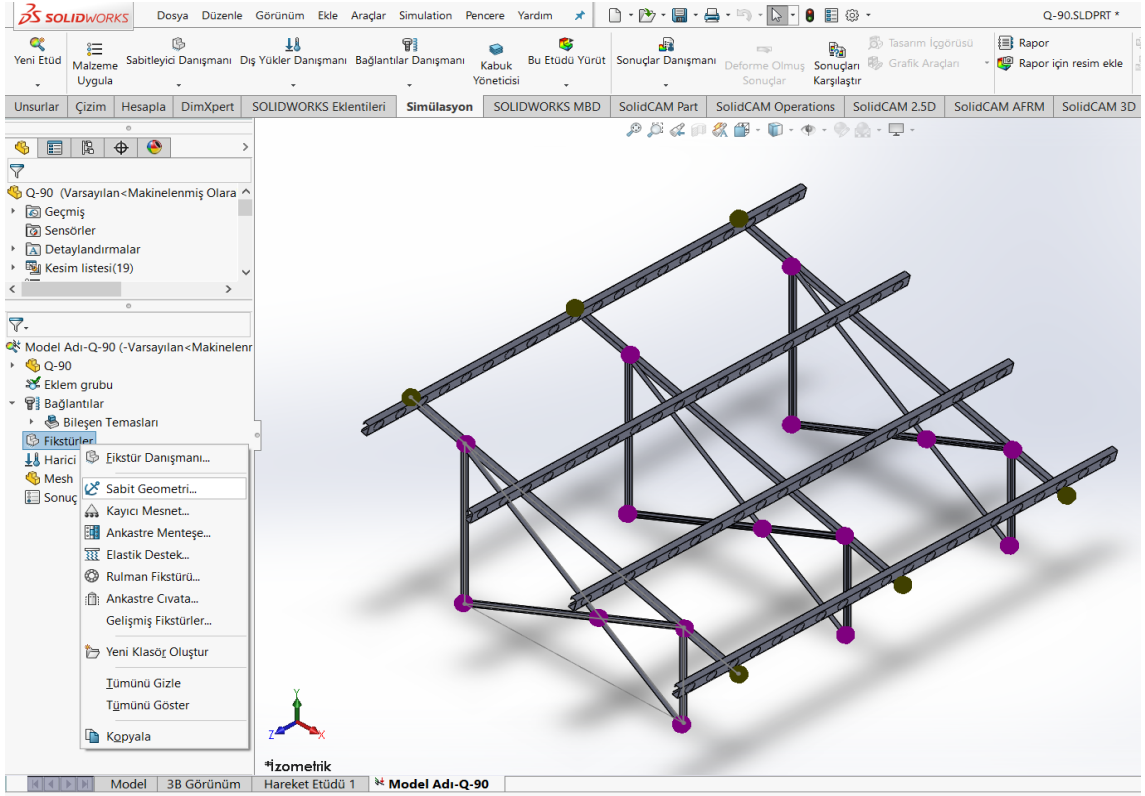 SOLIDWORKS Dosya Düzenle Görünüm Ekle Araçlar Simulation Pencere Yardım Q-90.SLDPRT *
Yeni Etüd
Malzeme Uygula
Sabitleyici Danışmanı
Dış Yükler Danışmanı
Bağlantılar Danışmanı
Kabuk Yöneticisi
Bu Etüdü Yürüt
Sonuçlar Danışmanı
Deforme Olmuş Sonuçlar
Sonuçları Karşılaştır
Tasarım İçgörüsü
Grafik Araçları
Rapor
Rapor için resim ekle
Unsurlar Çizim Hesapla DimXpert SOLIDWORKS Eklentileri Simülasyon SOLIDWORKS MBD SolidCAM Part SolidCAM Operations SolidCAM 2.5D SolidCAM AFRM SolidCAM 3D
Q-90 (Varsayılan<Makinelenmiş Olara
Geçmiş
Sensörler
Detaylandırmalar
Kesim listesi(19)
Model Adı-Q-90 (-Varsayılan<Makinelenr
Q-90
Eklem grubu
Bağlantılar
Bileşen Temasları
Fikstürler
Harici
Mesh
Sonuç
Fikstür Danışmanı...
Sabit Geometri...
Kayıcı Mesnet...
Ankastre Menteşe...
Elastik Destek...
Rulman Fikstürü...
Ankastre Cıvata...
Gelişmiş Fikstürler...
Yeni Klasör Oluştur
Tümünü Gizle
Tümünü Göster
Kopyala
Y
Z
X
*İzometrik
Model 3B Görünüm Hareket Etüdü 1 Model Adı-Q-90